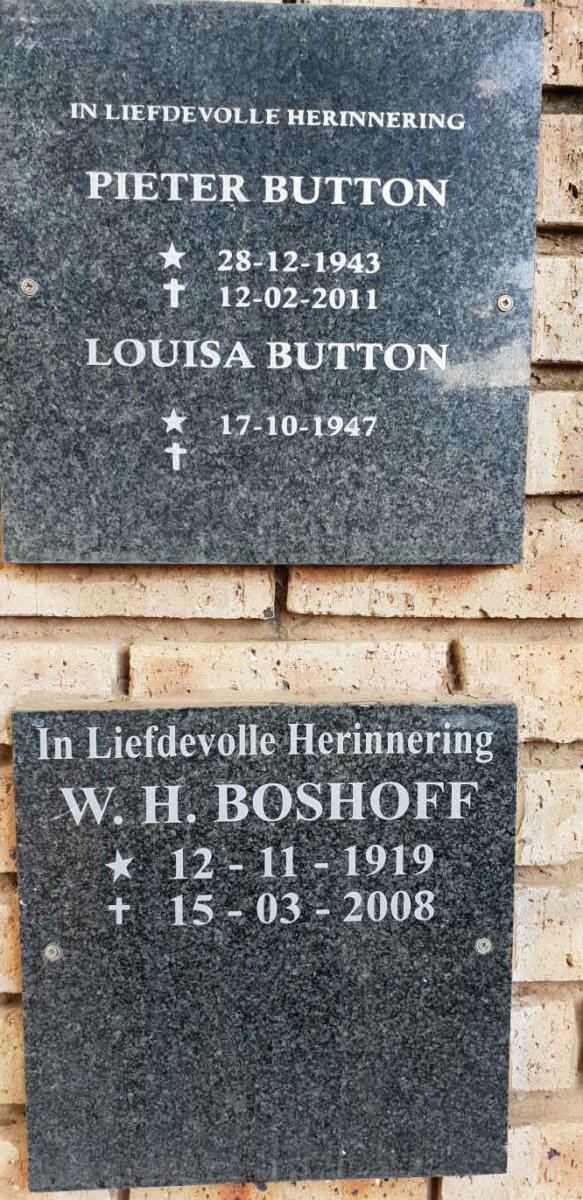 IN LIEFDEVOLLE HERINNERING
PIETER BUTTON
★ 28-12-1943
✝ 12-02-2011
LOUISA BUTTON
★ 17-10-1947
✝
In Liefdevolle Herinnering
W. H. BOSHOFF
★ 12 - 11 - 1919
✝ 15 - 03 - 2008